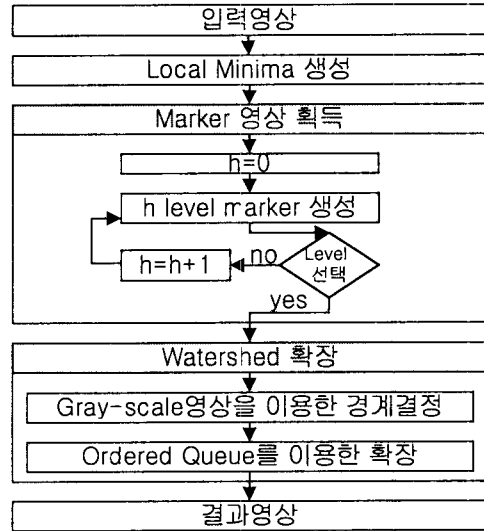 입력영상
Local Minima 생성
Marker 영상 획득
h=0
h level marker 생성
Level
선택
no
h=h+1
yes
Watershed 확장
Gray-scale영상을 이용한 경계결정
Ordered Queue를 이용한 확장
결과영상